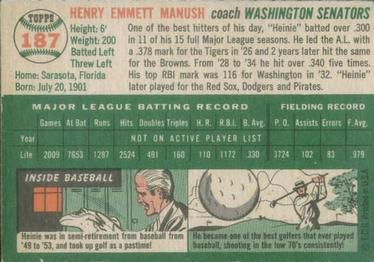 TOPPS
187
HENRY EMMETT MANUSH coach WASHINGTON SENATORS
Height: 6'
Weight: 200
Batted Left
Threw Left
Home: Sarasota, Florida
Born: July 20, 1901
One of the best hitters of his day, "Heinie" batted over .300
in 11 of his 15 full Major League seasons. He led the A.L. with
a .378 mark for the Tigers in '26 and 2 years later hit the same
for the Browns. From '28 to '34 he hit over .340 five times.
His top RBI mark was 116 for Washington in '32. "Heinie"
later played for the Red Sox, Dodgers and Pirates.
MAJOR LEAGUE BATTING RECORD FIELDING RECORD
Games At Bat Runs Hits Doubles Triples H.R. R.B.I. B. Avg. P.O. Assists Errors F. Avg.
Year NOT ON ACTIVE PLAYER LIST
Life 2009 7653 1287 2524 491 160 110 1172 .330 3724 102 83 .979
INSIDE BASEBALL
Heinie was in semi-retirement from baseball from
'49 to '53, and took up golf as a pastime!
He became one of the best golfers that ever played
baseball, shooting in the low 70's consistently!
T.C.G. Printed in U.S.A.